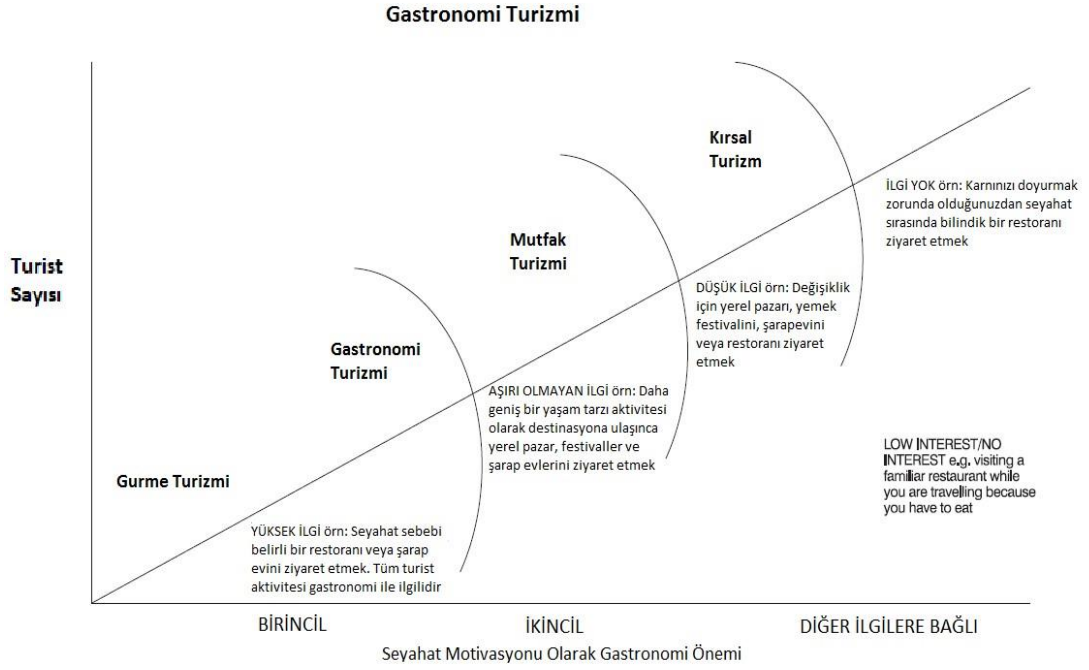 Gastronomi Turizmi
Kırsal
Turizm
İLGİ YOK örn: Karnınızı doyurmak
zorunda olduğunuzdan seyahat
sırasında bilindik bir restoranı
ziyaret etmek
Mutfak
Turizmi
Turist
Sayısı
DÜŞÜK İLGİ örn: Değişiklik
için yerel pazarı, yemek
festivalini, şarapevini
veya restoranı ziyaret
etmek
Gastronomi
Turizmi
AŞIRI OLMAYAN İLGİ örn: Daha
geniş bir yaşam tarzı aktivitesi
olarak destinasyona ulaşınca
yerel pazar, festivaller ve
şarap evlerini ziyaret etmek
LOW INTEREST/NO
INTEREST e.g. visiting a
familiar restaurant while
you are travelling because
you have to eat
Gurme Turizmi
YÜKSEK İLGİ örn: Seyahat sebebi
belirli bir restoranı veya şarap
evini ziyaret etmek. Tüm turist
aktivitesi gastronomi ile ilgilidir
BİRİNCİL
İKİNCİL
DİĞER İLGİLERE BAĞLI
Seyahat Motivasyonu Olarak Gastronomi Önemi